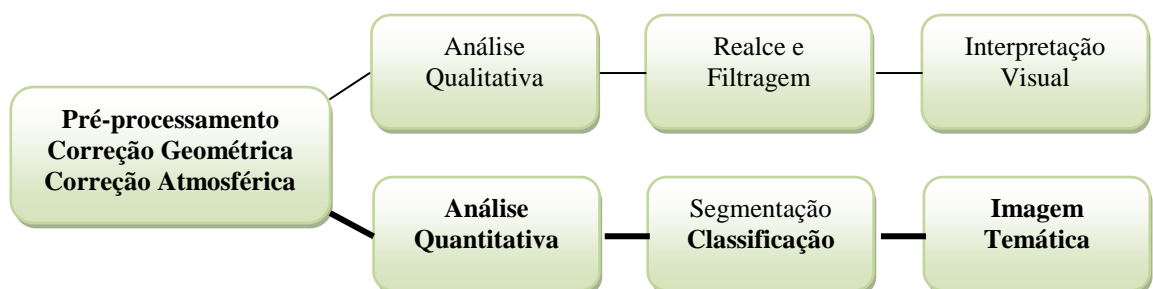 Pré-processamento
Correção Geométrica
Correção Atmosférica
Análise
Qualitativa
Realce e
Filtragem
Interpretação
Visual
Análise
Quantitativa
Segmentação
Classificação
Imagem
Temática